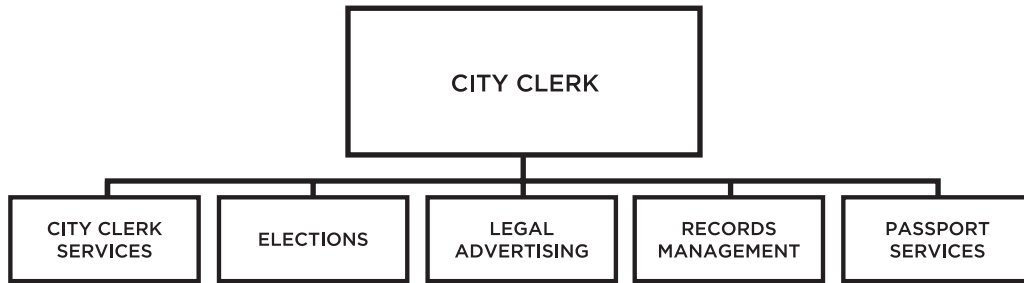 CITY CLERK
CITY CLERK
SERVICES
ELECTIONS
LEGAL
ADVERTISING
RECORDS
MANAGEMENT
PASSPORT
SERVICES